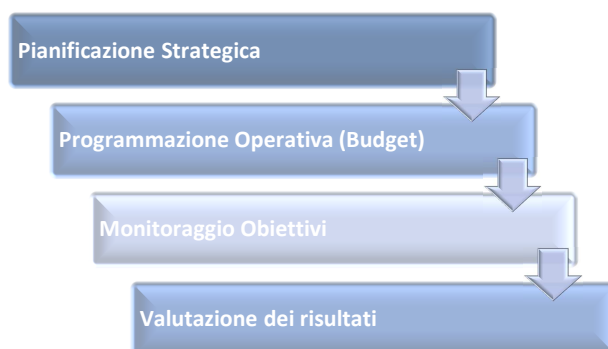 Pianificazione Strategica
Programmazione Operativa (Budget)
Monitoraggio Obiettivi
Valutazione dei risultati